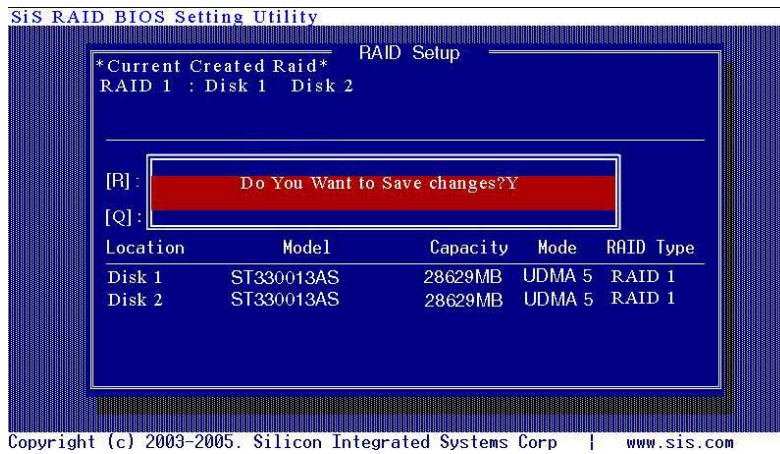 SiS RAID BIOS Setting Utility
RAID Setup
*Current Created Raid*
RAID 1 : Disk 1 Disk 2
[R] :
Do You Want to Save changes?Y
[Q] :
Location Model Capacity Mode RAID Type
Disk 1 ST330013AS 28629MB UDMA 5 RAID 1
Disk 2 ST330013AS 28629MB UDMA 5 RAID 1
Copyright (c) 2003-2005. Silicon Integrated Systems Corp | www.sis.com